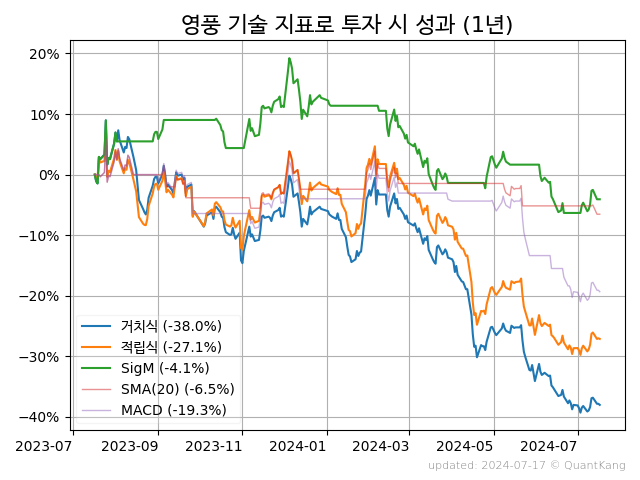 영풍 기술 지표로 투자 시 성과 (1년)
20%
10%
0%
−10%
−20%
−30%
−40%
거치식 (-38.0%)
적립식 (-27.1%)
SigM (-4.1%)
SMA(20) (-6.5%)
MACD (-19.3%)
2023-07 2023-09 2023-11 2024-01 2024-03 2024-05 2024-07
updated: 2024-07-17 © QuantKang